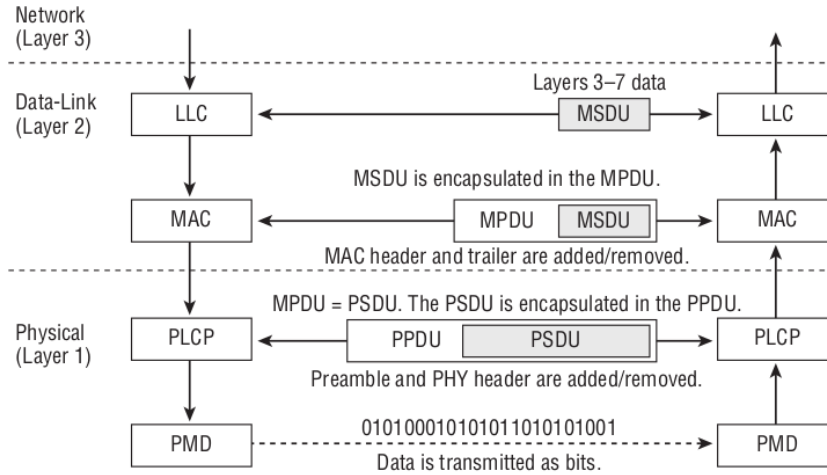 Network
(Layer 3)
Layers 3–7 data
Data-Link
(Layer 2)
LLC
MSDU
LLC
MSDU is encapsulated in the MPDU.
MAC
MPDU
MSDU
MAC
MAC header and trailer are added/removed.
MPDU = PSDU. The PSDU is encapsulated in the PPDU.
Physical
(Layer 1)
PLCP
PPDU
PSDU
PLCP
Preamble and PHY header are added/removed.
010100010101011010101001
PMD
PMD
Data is transmitted as bits.